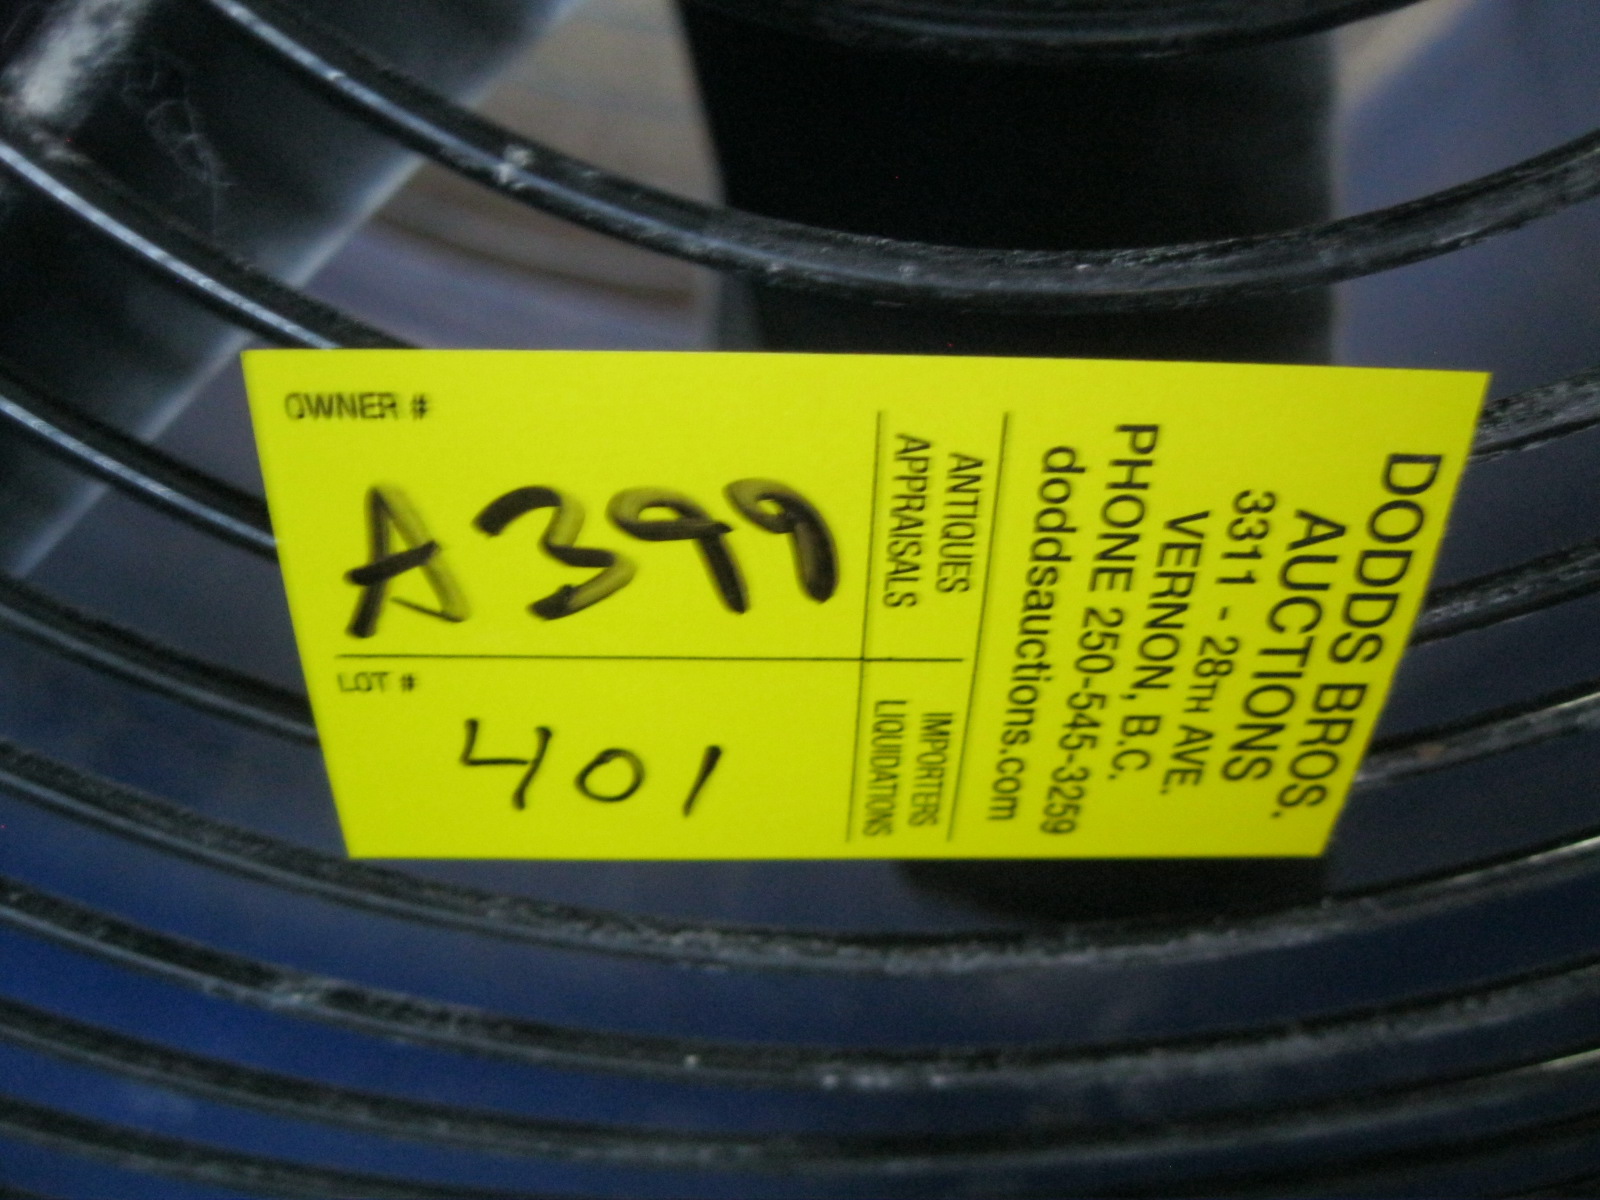 OWNER #
A399
LOT #
401
ANTIQUES
APPRAISALS
IMPORTERS
LIQUIDATIONS
DODDS BROS.
AUCTIONS
3311 - 28TH AVE.
VERNON, B.C.
PHONE 250-545-3259
doddsauctions.com